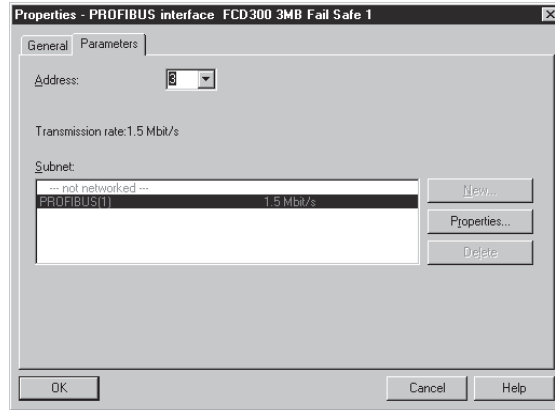 Properties - PROFIBUS interface FCD300 3MB Fail Safe 1
General Parameters
Address: 3
Transmission rate:1.5 Mbit/s
Subnet:
--- not networked ---
PROFIBUS(1) 1.5 Mbit/s
New...
Properties...
Delete
OK Cancel Help